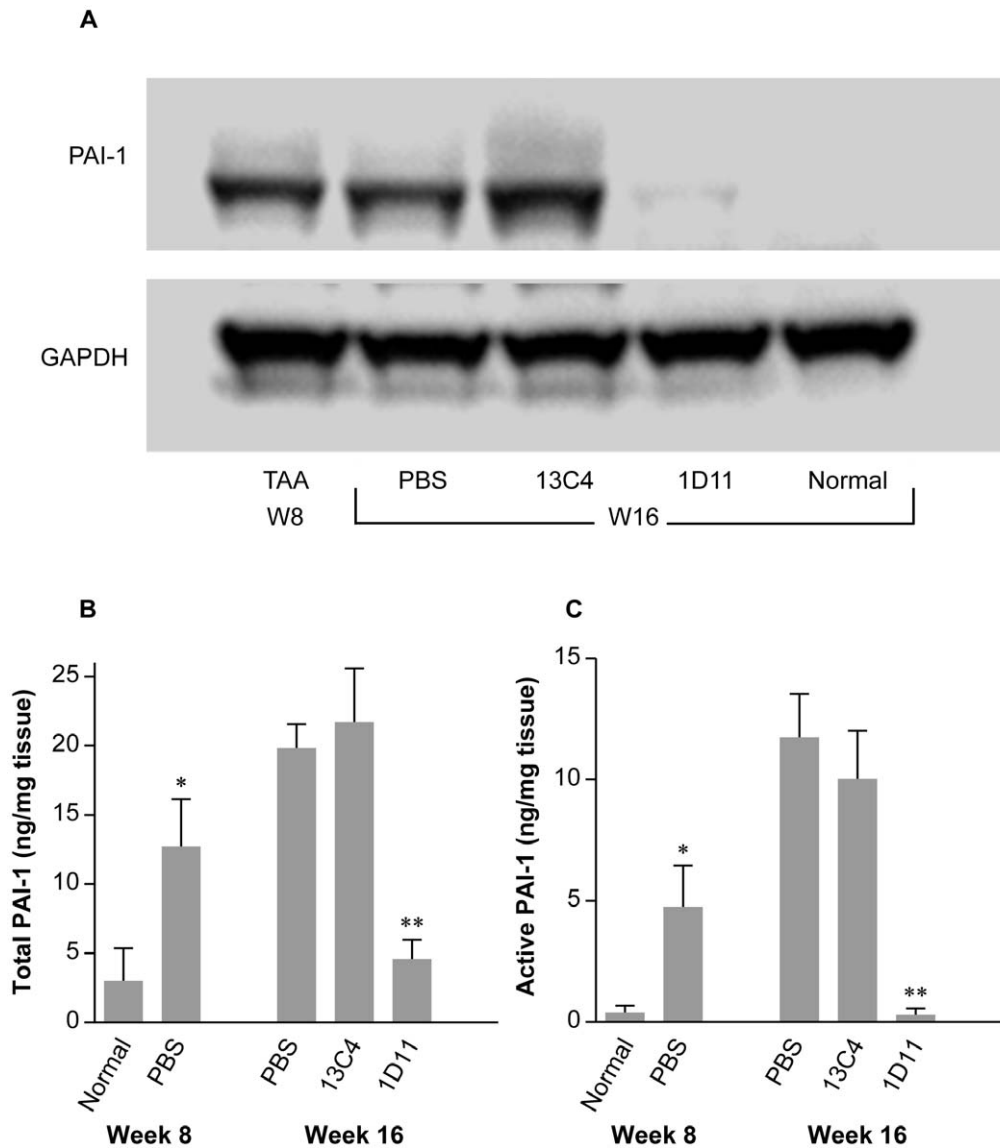 A
PAI-1
GAPDH
TAA PBS 13C4 1D11 Normal
W8 W16
B
Total PAI-1 (ng/mg tissue)
25
20
15
10
5
0
*
**
Normal PBS PBS 13C4 1D11
Week 8 Week 16
C
Active PAI-1 (ng/mg tissue)
15
10
5
0
*
**
Normal PBS PBS 13C4 1D11
Week 8 Week 16